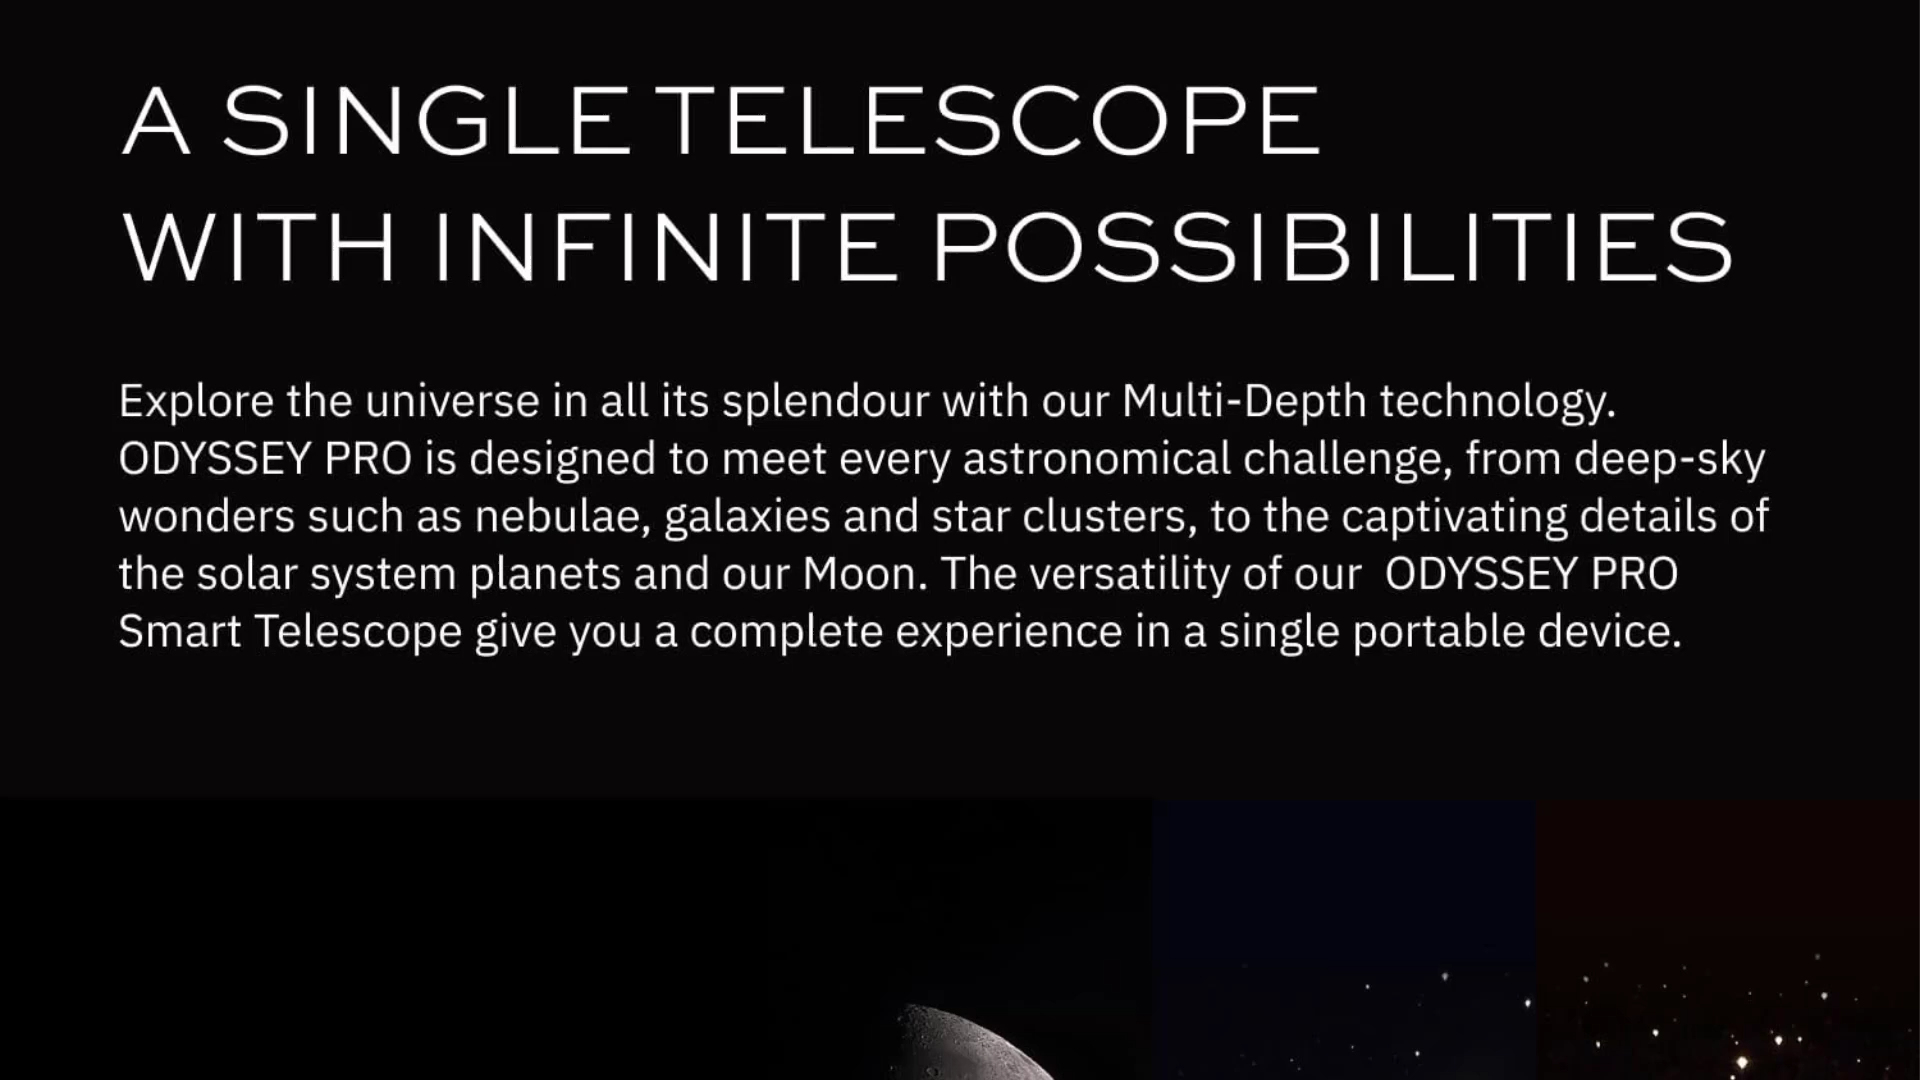 A SINGLE TELESCOPE
WITH INFINITE POSSIBILITIES
Explore the universe in all its splendour with our Multi-Depth technology.
ODYSSEY PRO is designed to meet every astronomical challenge, from deep-sky
wonders such as nebulae, galaxies and star clusters, to the captivating details of
the solar system planets and our Moon. The versatility of our  ODYSSEY PRO
Smart Telescope give you a complete experience in a single portable device.